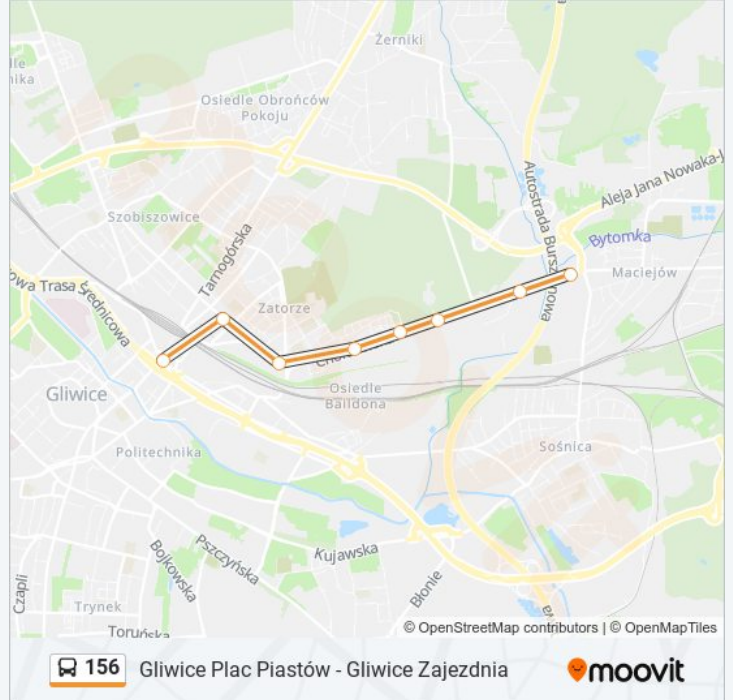 Żerniki
Osiedle Obrońców
Pokoju
Autostrada Bursz
nowa
Aleja Jana Nowaka-J
Szobiszowice
Tarnogórska
Bytomka
Maciejów
owa Trasa Średnicowa
Zatorze
Osiedle
Baildona
Gliwice
Politechnika
Sośnica
Bojkowska
Pszczyńska
Kujawska
Błonie
Czapli
Trynek
Toruńska
© OpenStreetMap contributors | © OpenMapTiles
156 Gliwice Plac Piastów - Gliwice Zajezdnia
moovit